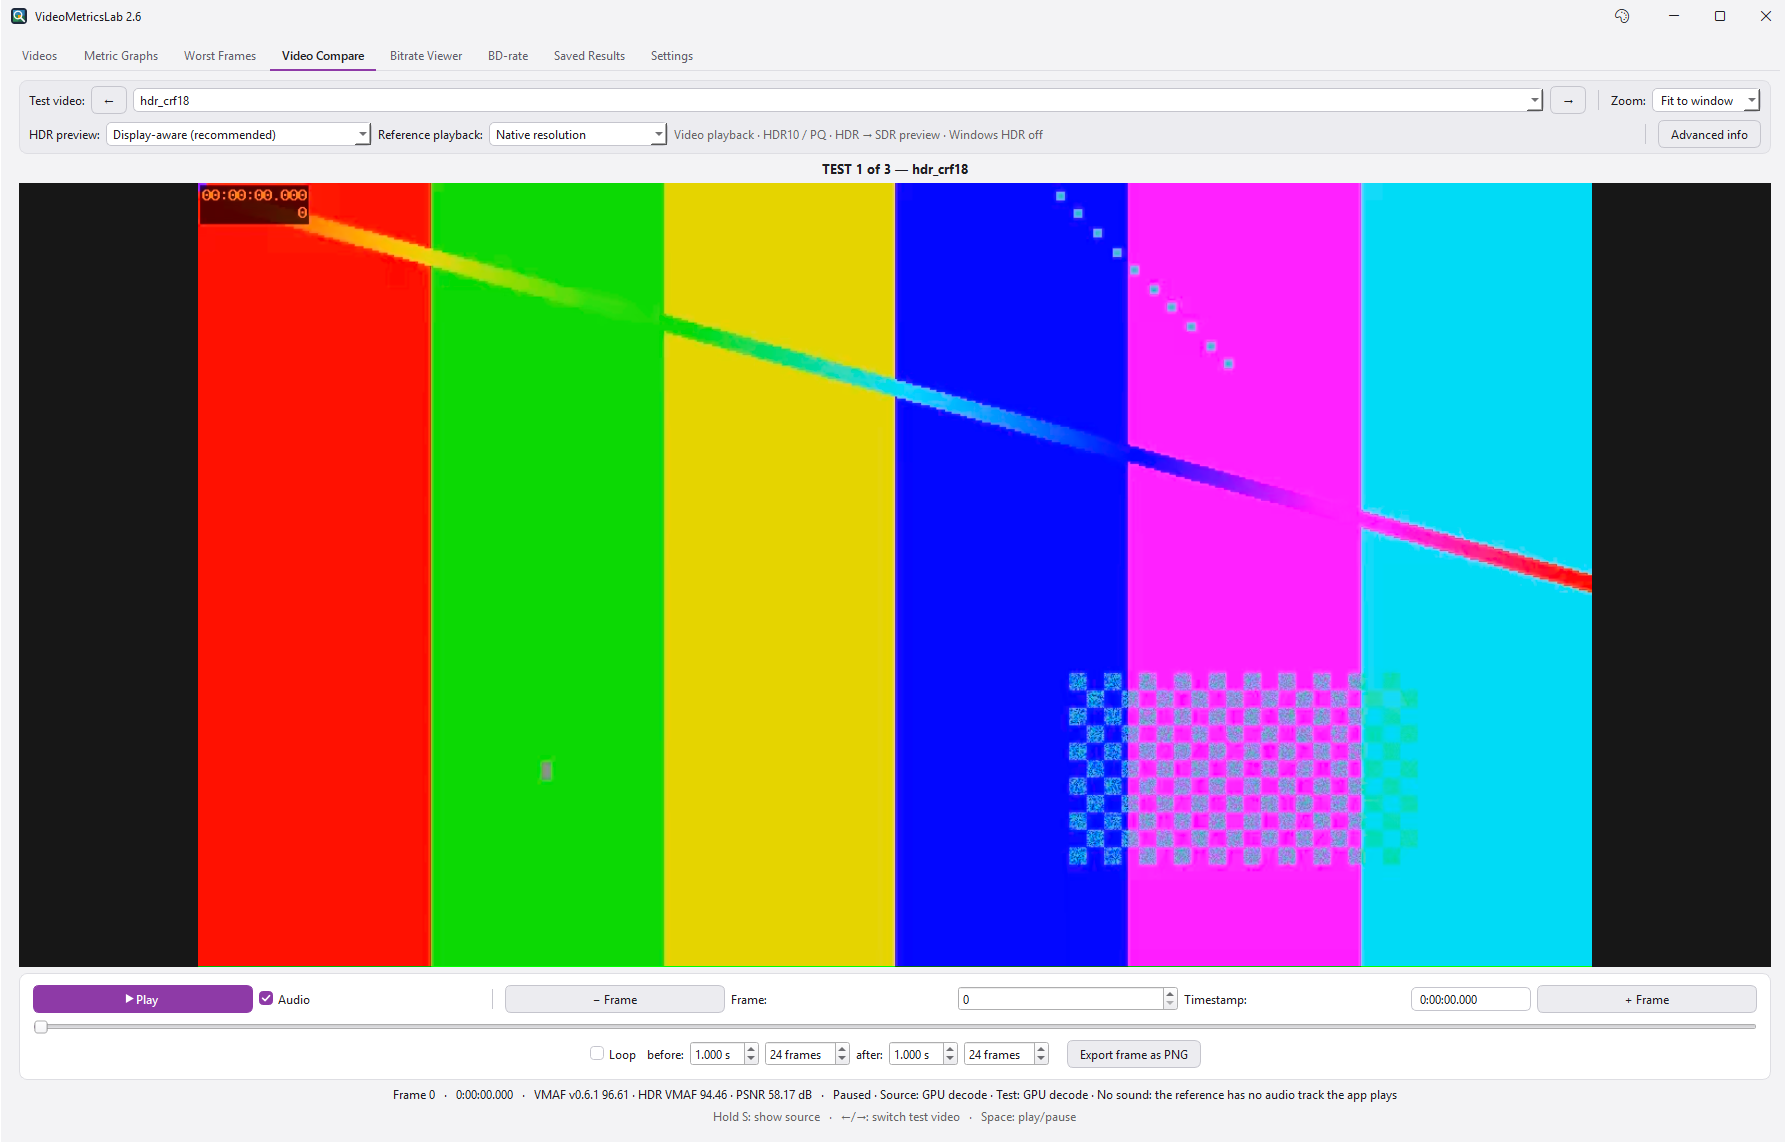 VideoMetricsLab 2.6
Videos Metric Graphs Worst Frames Video Compare Bitrate Viewer BD-rate Saved Results Settings
Test video: ← hdr_crf18 → Zoom: Fit to window
HDR preview: Display-aware (recommended) Reference playback: Native resolution Video playback · HDR10 / PQ · HDR → SDR preview · Windows HDR off Advanced info
TEST 1 of 3 — hdr_crf18
00:00:00.000
0
Play Audio − Frame Frame: 0 Timestamp: 0:00:00.000 + Frame
Loop before: 1.000 s 24 frames after: 1.000 s 24 frames Export frame as PNG
Frame 0 · 0:00:00.000 · VMAF v0.6.1 96.61 · HDR VMAF 94.46 · PSNR 58.17 dB · Paused · Source: GPU decode · Test: GPU decode · No sound: the reference has no audio track the app plays
Hold S: show source · ←/→: switch test video · Space: play/pause